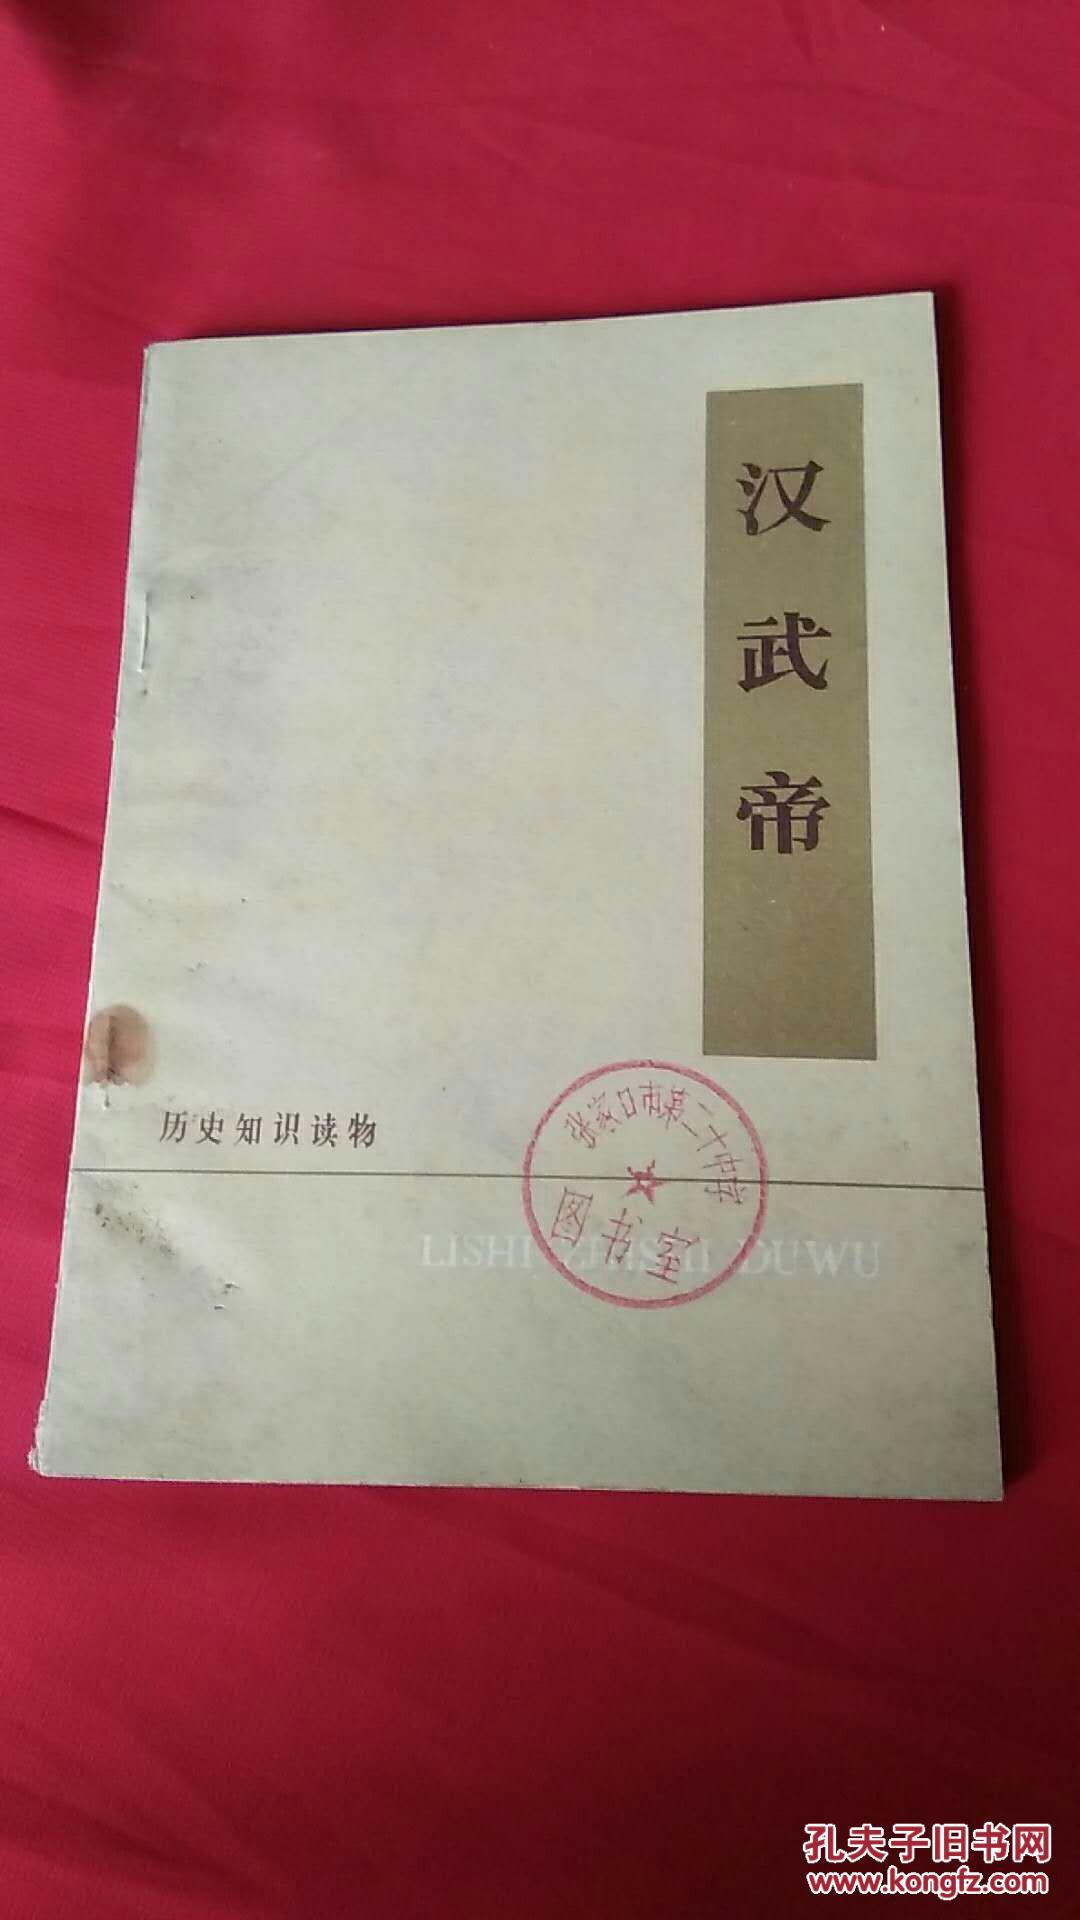 汉武帝
历史知识读物
张家口市第二十中学
图书室
LISHI ZHISHI DUWU
孔夫子旧书网
www.kongfz.com